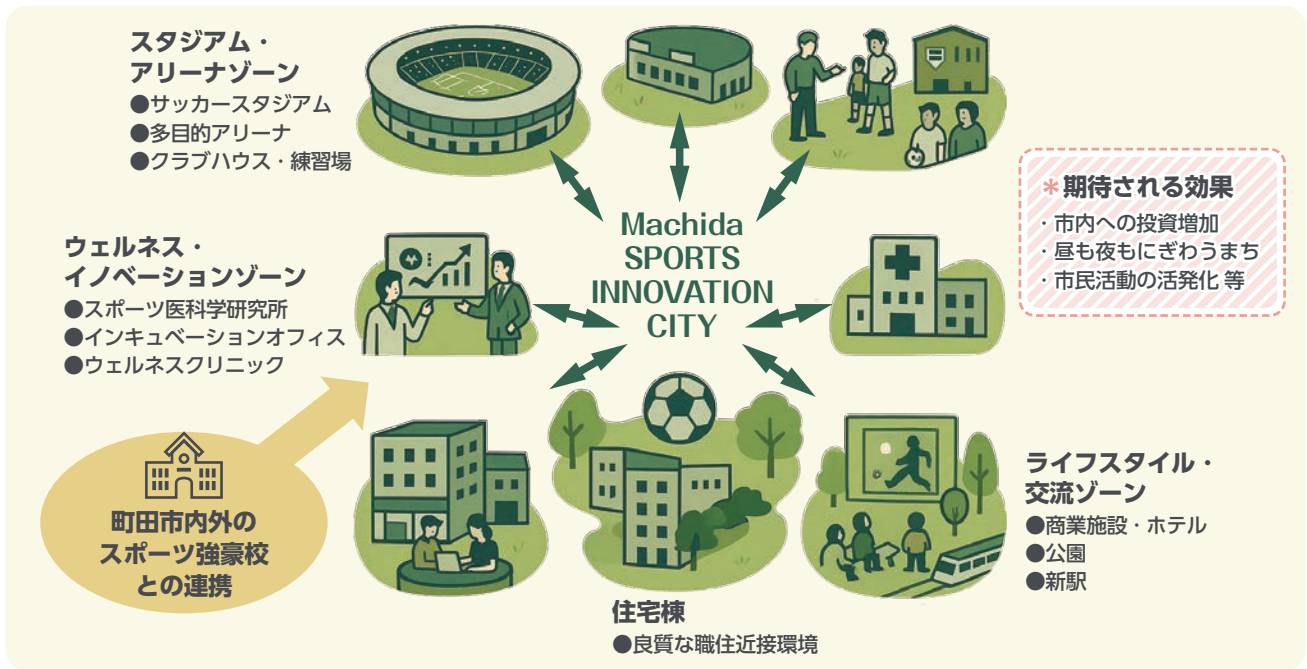 スタジアム・
アリーナゾーン
●サッカースタジアム
●多目的アリーナ
●クラブハウス・練習場
ウェルネス・
イノベーションゾーン
●スポーツ医科学研究所
●インキュベーションオフィス
●ウェルネスクリニック
町田市内外の
スポーツ強豪校
との連携
Machida
SPORTS
INNOVATION
CITY
*期待される効果
・市内への投資増加
・昼も夜もにぎわうまち
・市民活動の活発化 等
ライフスタイル・
交流ゾーン
●商業施設・ホテル
●公園
●新駅
住宅棟
●良質な職住近接環境